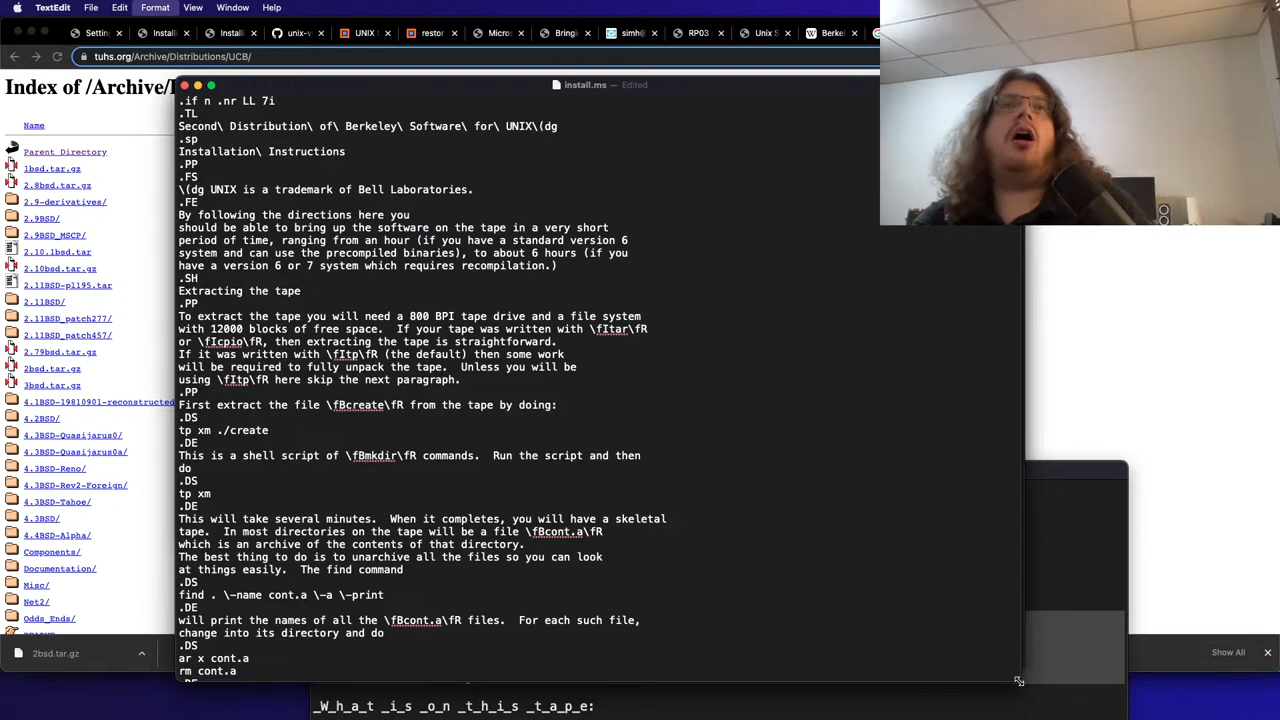 TextEdit File Edit Format View Window Help
Settin Installi Installi unix-v UNIX restor Micros Bringi simh@ RP03 Unix S Berke
tuhs.org/Archive/Distributions/UCB/
Index of /Archive/
Name
Parent Directory
1bsd.tar.gz
2.8bsd.tar.gz
2.9-derivatives/
2.9BSD/
2.9BSD_MSCP/
2.10.1bsd.tar
2.10bsd.tar.gz
2.11BSD-pl195.tar
2.11BSD/
2.11BSD_patch277/
2.11BSD_patch457/
2.79bsd.tar.gz
2bsd.tar.gz
3bsd.tar.gz
4.1BSD-19810901-reconstructed
4.2BSD/
4.3BSD-Quasijarus0/
4.3BSD-Quasijarus0a/
4.3BSD-Reno/
4.3BSD-Rev2-Foreign/
4.3BSD-Tahoe/
4.3BSD/
4.4BSD-Alpha/
Components/
Documentation/
Misc/
Net2/
Odds_Ends/
install.ms — Edited
.if n .nr LL 7i
.TL
Second\ Distribution\ of\ Berkeley\ Software\ for\ UNIX\(dg
.sp
Installation\ Instructions
.PP
.FS
\(dg UNIX is a trademark of Bell Laboratories.
.FE
By following the directions here you
should be able to bring up the software on the tape in a very short
period of time, ranging from an hour (if you have a standard version 6
system and can use the precompiled binaries), to about 6 hours (if you
have a version 6 or 7 system which requires recompilation.)
.SH
Extracting the tape
.PP
To extract the tape you will need a 800 BPI tape drive and a file system
with 12000 blocks of free space.  If your tape was written with \fItar\fR
or \fIcpio\fR, then extracting the tape is straightforward.
If it was written with \fItp\fR (the default) then some work
will be required to fully unpack the tape.  Unless you will be
using \fItp\fR here skip the next paragraph.
.PP
First extract the file \fBcreate\fR from the tape by doing:
.DS
tp xm ./create
.DE
This is a shell script of \fBmkdir\fR commands.  Run the script and then
do
.DS
tp xm
.DE
This will take several minutes.  When it completes, you will have a skeletal
tape.  In most directories on the tape will be a file \fBcont.a\fR
which is an archive of the contents of that directory.
The best thing to do is to unarchive all the files so you can look
at things easily.  The find command
.DS
find . \-name cont.a \-a \-print
.DE
will print the names of all the \fBcont.a\fR files.  For each such file,
change into its directory and do
.DS
ar x cont.a
rm cont.a
.DE
2bsd.tar.gz
Show All
_W_h_a_t _i_s _o_n _t_h_i_s _t_a_p_e: